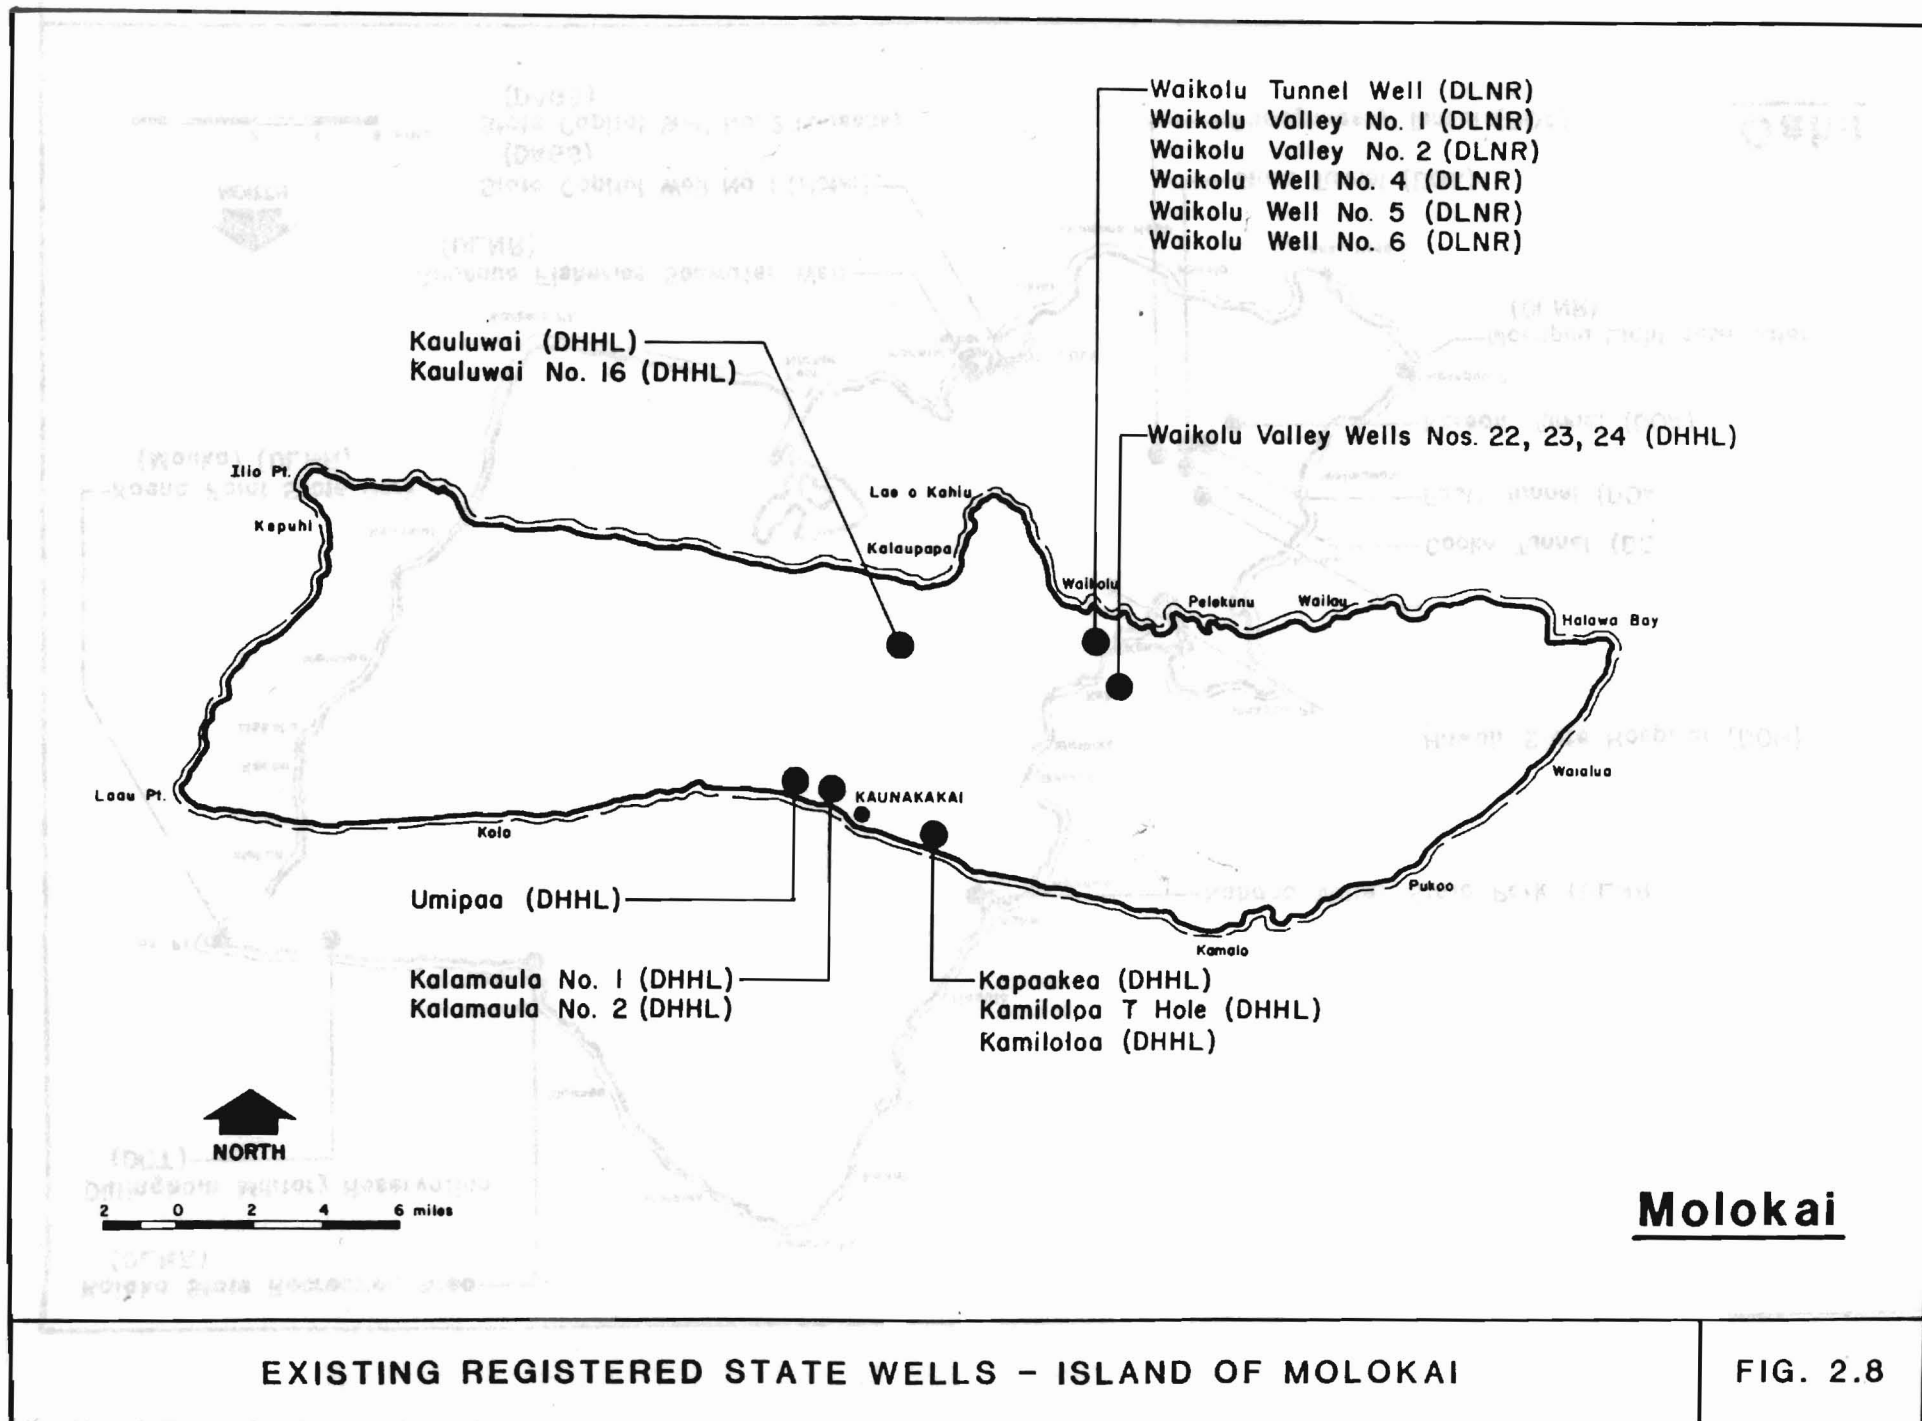 Waikolu Tunnel Well (DLNR)
Waikolu Valley No. 1 (DLNR)
Waikolu Valley No. 2 (DLNR)
Waikolu Well No. 4 (DLNR)
Waikolu Well No. 5 (DLNR)
Waikolu Well No. 6 (DLNR)
Kauluwai (DHHL)
Kauluwai No. 16 (DHHL)
Waikolu Valley Wells Nos. 22, 23, 24 (DHHL)
Ilio Pt.
Kepuhi
Lae o Kahiu
Kalaupapa
Waikolu
Pelekunu
Wailau
Halawa Bay
Laau Pt.
Kolo
KAUNAKAKAI
Waialua
Pukoo
Kamalo
Umipaa (DHHL)
Kalamaula No. 1 (DHHL)
Kalamaula No. 2 (DHHL)
Kapaakea (DHHL)
Kamiloloa T Hole (DHHL)
Kamiloloa (DHHL)
NORTH
2 0 2 4 6 miles
Molokai
EXISTING REGISTERED STATE WELLS – ISLAND OF MOLOKAI
FIG. 2.8